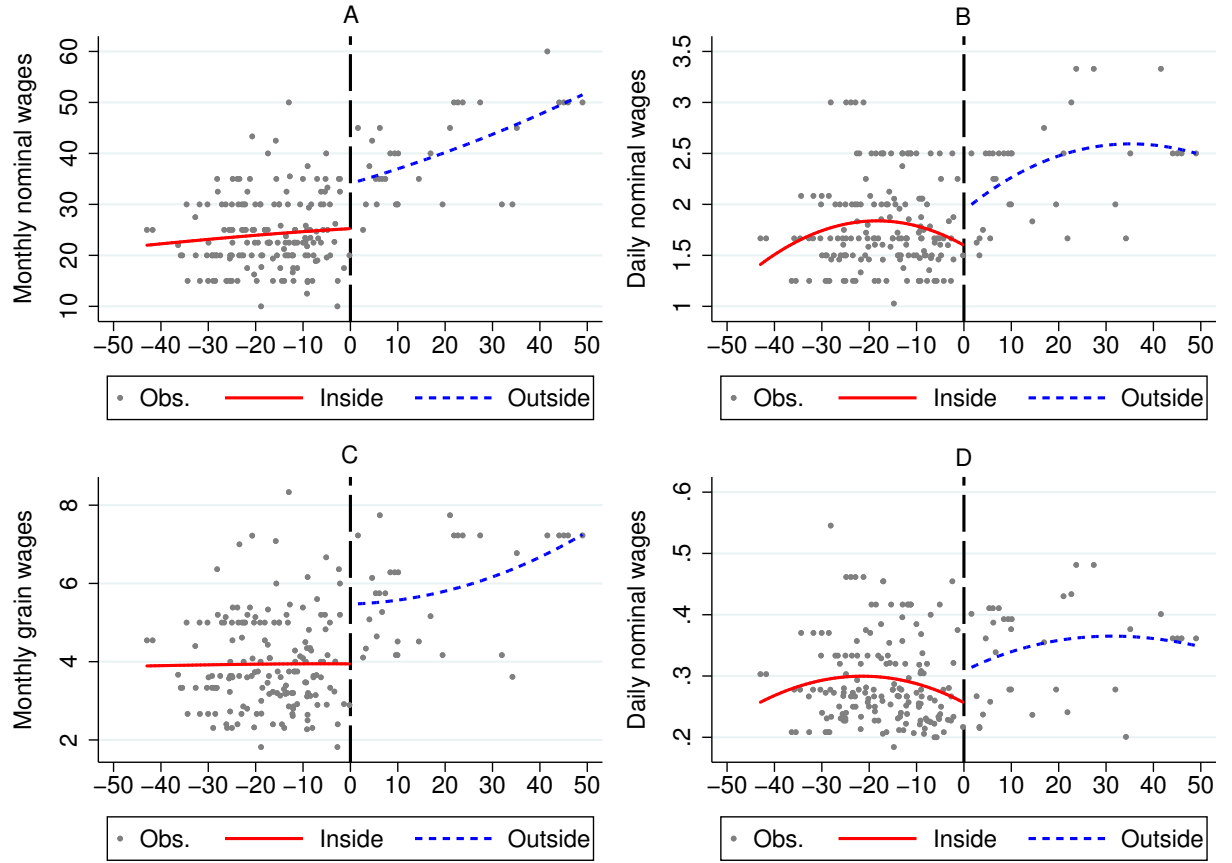 A
Monthly nominal wages
60
50
40
30
20
10
−50 −40 −30 −20 −10 0 10 20 30 40 50
Obs. Inside Outside
B
Daily nominal wages
3.5
3
2.5
2
1.5
1
−50 −40 −30 −20 −10 0 10 20 30 40 50
Obs. Inside Outside
C
Monthly grain wages
8
6
4
2
−50 −40 −30 −20 −10 0 10 20 30 40 50
Obs. Inside Outside
D
Daily nominal wages
.6
.5
.4
.3
.2
−50 −40 −30 −20 −10 0 10 20 30 40 50
Obs. Inside Outside